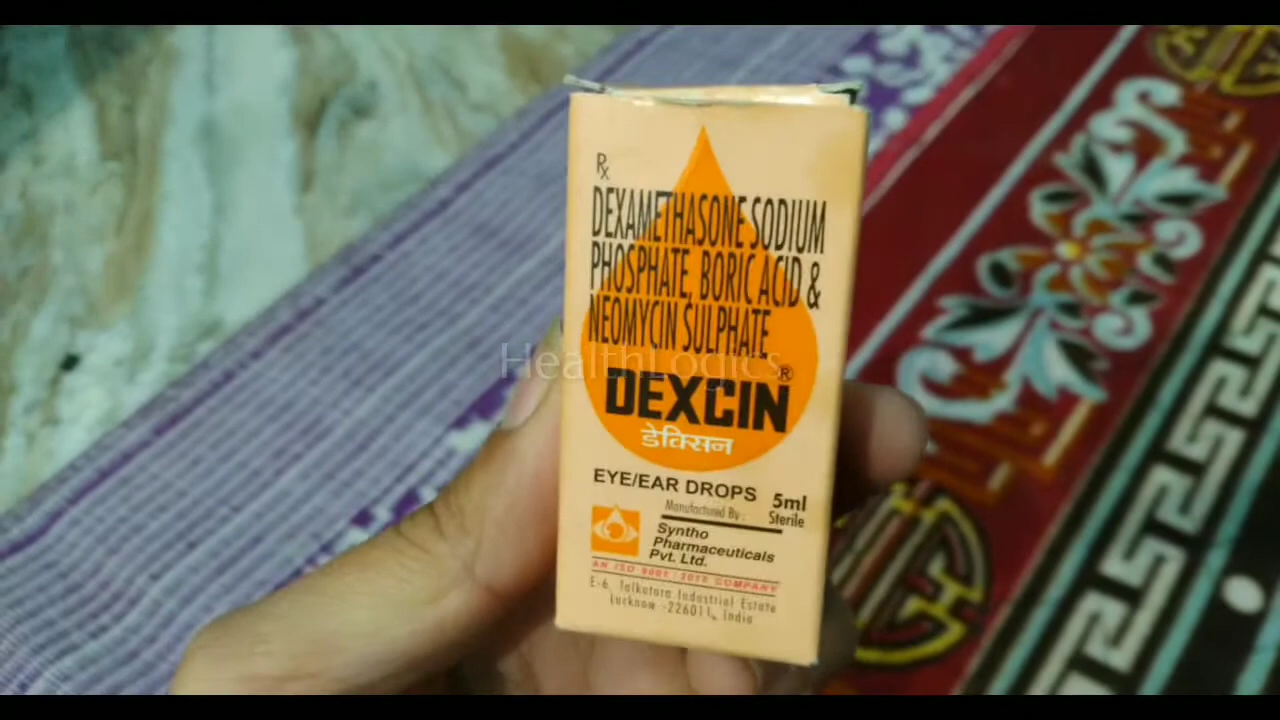 Rx
DEXAMETHASONE SODIUM
PHOSPHATE, BORIC ACID &
NEOMYCIN SULPHATE
HealthLogics
DEXCIN®
डेक्सिन
EYE/EAR DROPS 5ml
Sterile
Manufactured By :
Syntho
Pharmaceuticals
Pvt. Ltd.
AN ISO 9001 : 2015 COMPANY
E-6, Talkatora Industrial Estate
Lucknow -226011, India